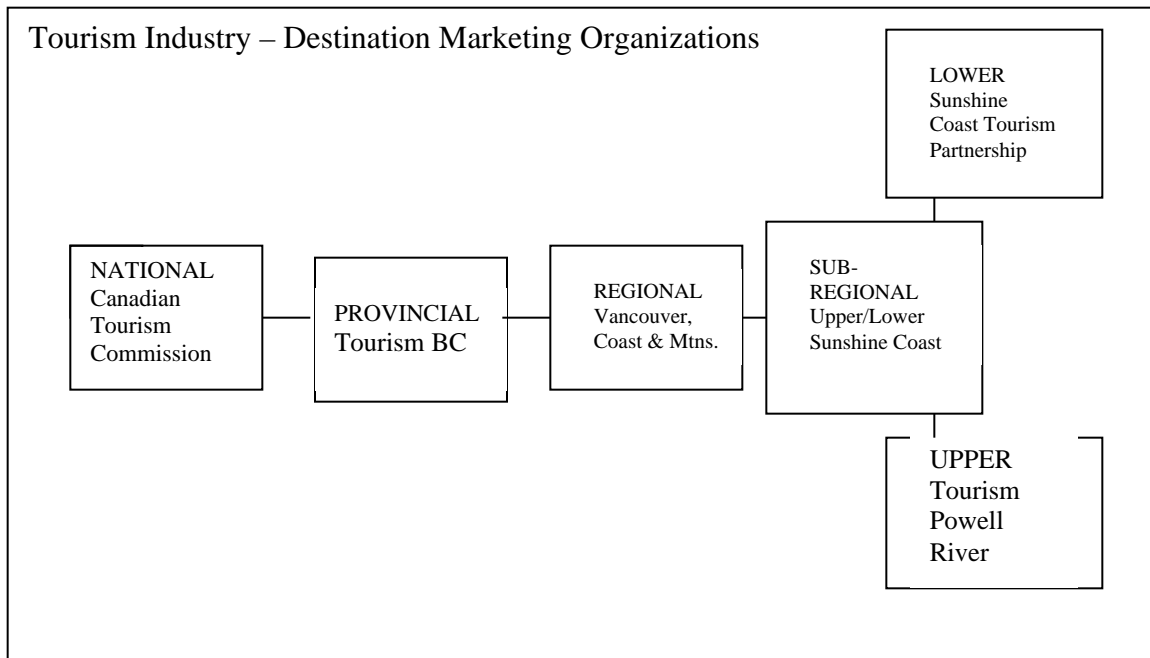 Tourism Industry – Destination Marketing Organizations
LOWER
Sunshine
Coast Tourism
Partnership
NATIONAL
Canadian
Tourism
Commission
PROVINCIAL
Tourism BC
REGIONAL
Vancouver,
Coast & Mtns.
SUB-
REGIONAL
Upper/Lower
Sunshine Coast
UPPER
Tourism
Powell
River